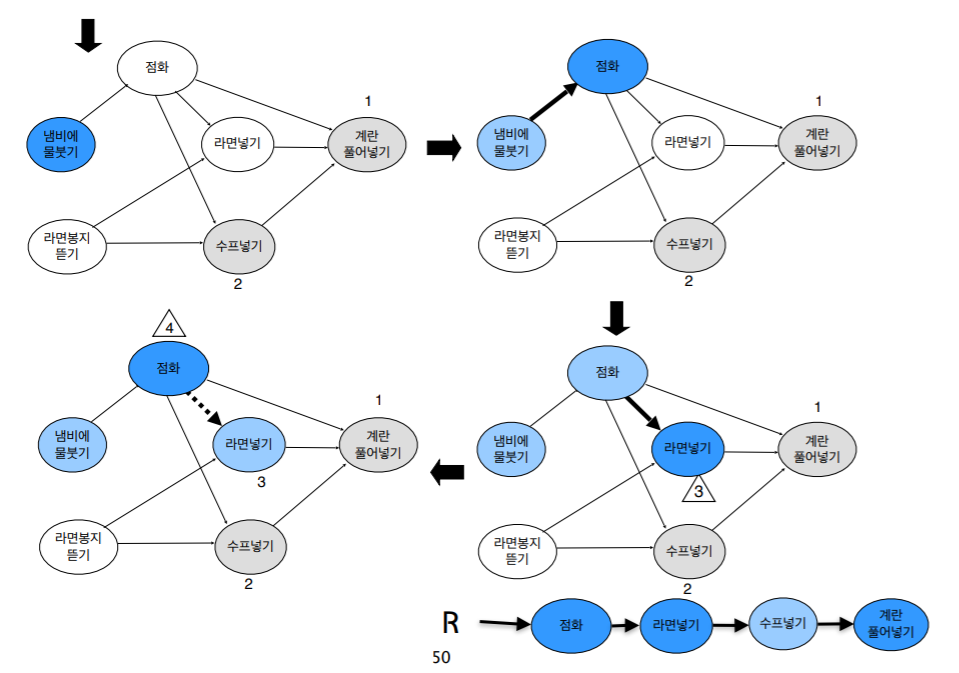 점화
1
냄비에
물붓기
라면넣기
계란
풀어넣기
라면봉지
뜯기
수프넣기
2
점화
1
냄비에
물붓기
라면넣기
계란
풀어넣기
라면봉지
뜯기
수프넣기
2
4
점화
1
냄비에
물붓기
라면넣기
계란
풀어넣기
3
라면봉지
뜯기
수프넣기
2
점화
1
냄비에
물붓기
라면넣기
계란
풀어넣기
3
라면봉지
뜯기
수프넣기
2
R
점화
라면넣기
수프넣기
계란
풀어넣기
50